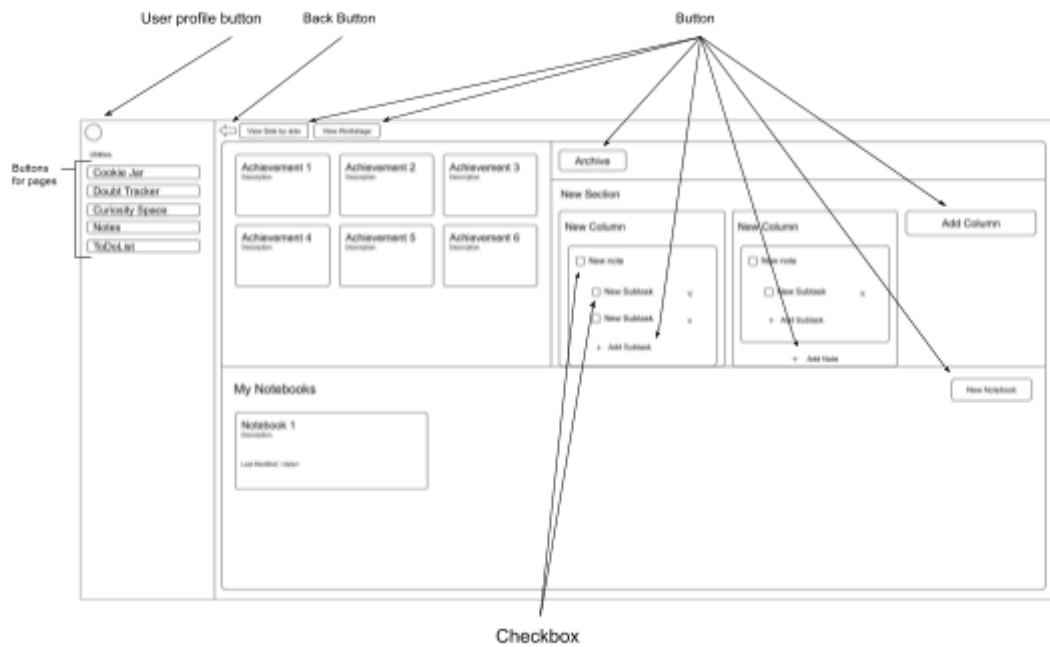 User profile button
Back Button
Button
View Side by side
View Workstage
Utilities
Buttons
for pages
Cookie Jar
Doubt Tracker
Curiosity Space
Notes
ToDoList
Achievement 1
Description
Achievement 2
Description
Achievement 3
Description
Achievement 4
Description
Achievement 5
Description
Achievement 6
Description
Archive
New Section
Add Column
New Column
New note
New Subtask v
New Subtask v
+ Add Subtask
New Column
New note
New Subtask v
+ Add Subtask
+ Add Note
My Notebooks
New Notebook
Notebook 1
Description
Last Modified
Checkbox